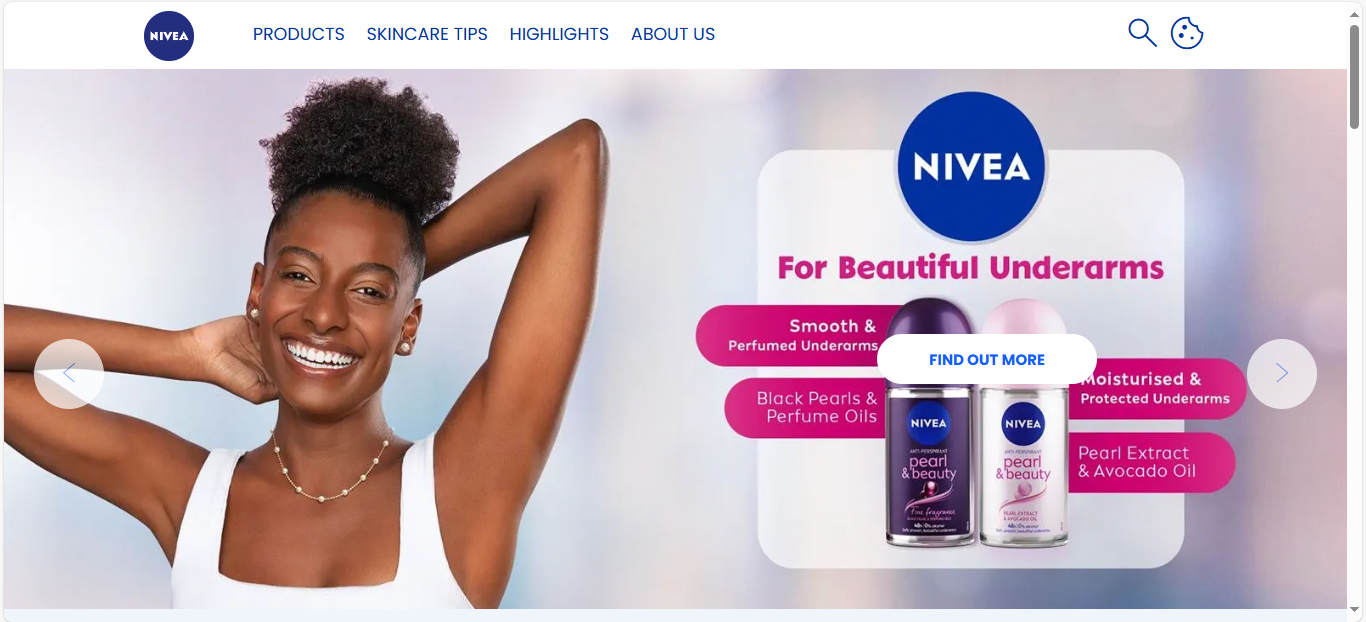 NIVEA
PRODUCTS
SKINCARE TIPS
HIGHLIGHTS
ABOUT US
NIVEA
For Beautiful Underarms
Smooth &
Perfumed Underarms
FIND OUT MORE
Moisturised &
Protected Underarms
Black Pearls &
Perfume Oils
Pearl Extract
& Avocado Oil
NIVEA
ANTI-PERSPIRANT
pearl
& beauty
Fine fragrance
NIVEA
ANTI-PERSPIRANT
pearl
& beauty
PEARL EXTRACT
& AVOCADO OIL